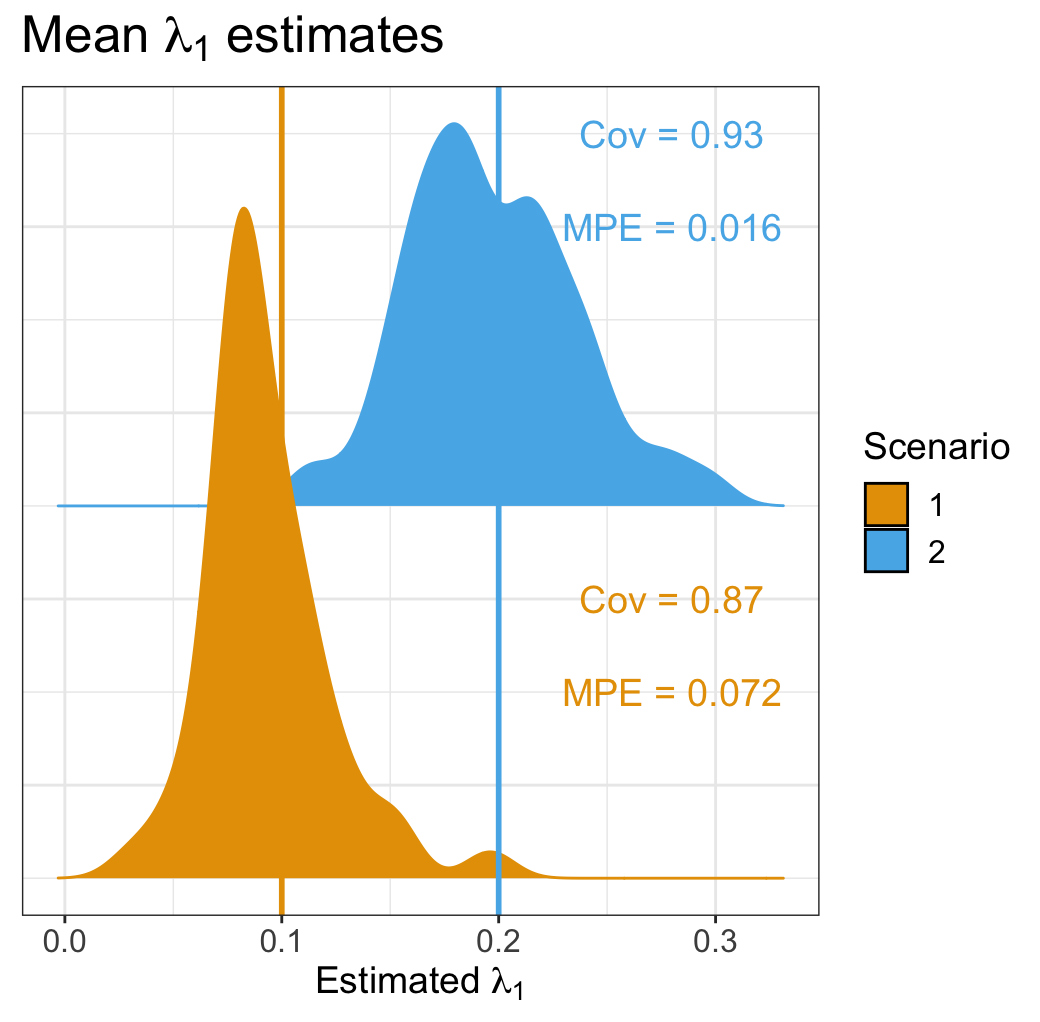 Mean λ1 estimates
Cov = 0.93
MPE = 0.016
Cov = 0.87
MPE = 0.072
0.0 0.1 0.2 0.3
Estimated λ1
Scenario
1
2